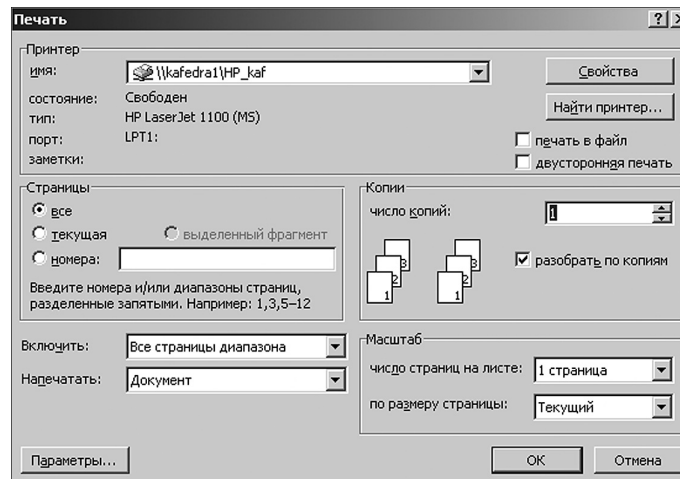 Печать
Принтер
имя: \\kafedra1\HP_kaf
Свойства
состояние: Свободен
тип: HP LaserJet 1100 (MS)
Найти принтер...
порт: LPT1:
печать в файл
заметки:
двусторонняя печать
Страницы
все
текущая выделенный фрагмент
номера:
Введите номера и/или диапазоны страниц,
разделенные запятыми. Например: 1,3,5–12
Копии
число копий: 1
3 3
2 2
1 1
разобрать по копиям
Включить: Все страницы диапазона
Напечатать: Документ
Масштаб
число страниц на листе: 1 страница
по размеру страницы: Текущий
Параметры...
ОК
Отмена